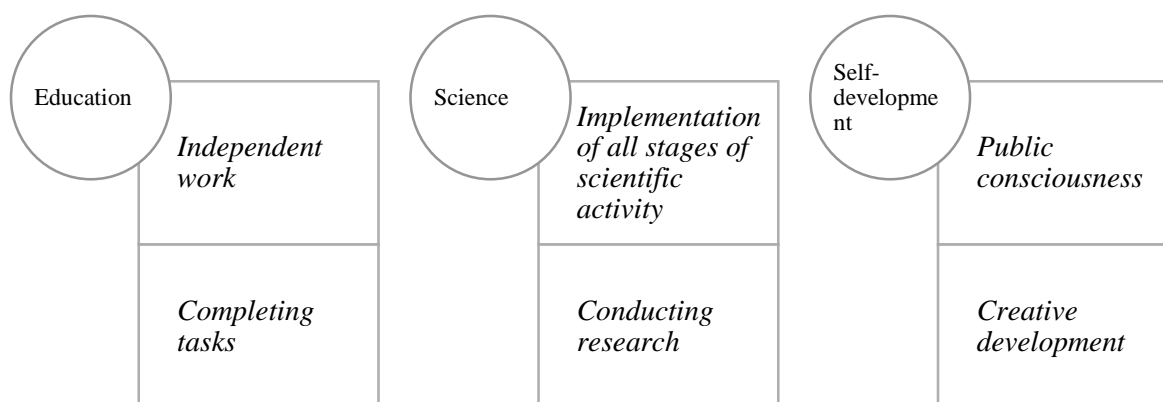 Education
Independent
work
Completing
tasks
Science
Implementation
of all stages of
scientific
activity
Conducting
research
Self-
developme
nt
Public
consciousness
Creative
development